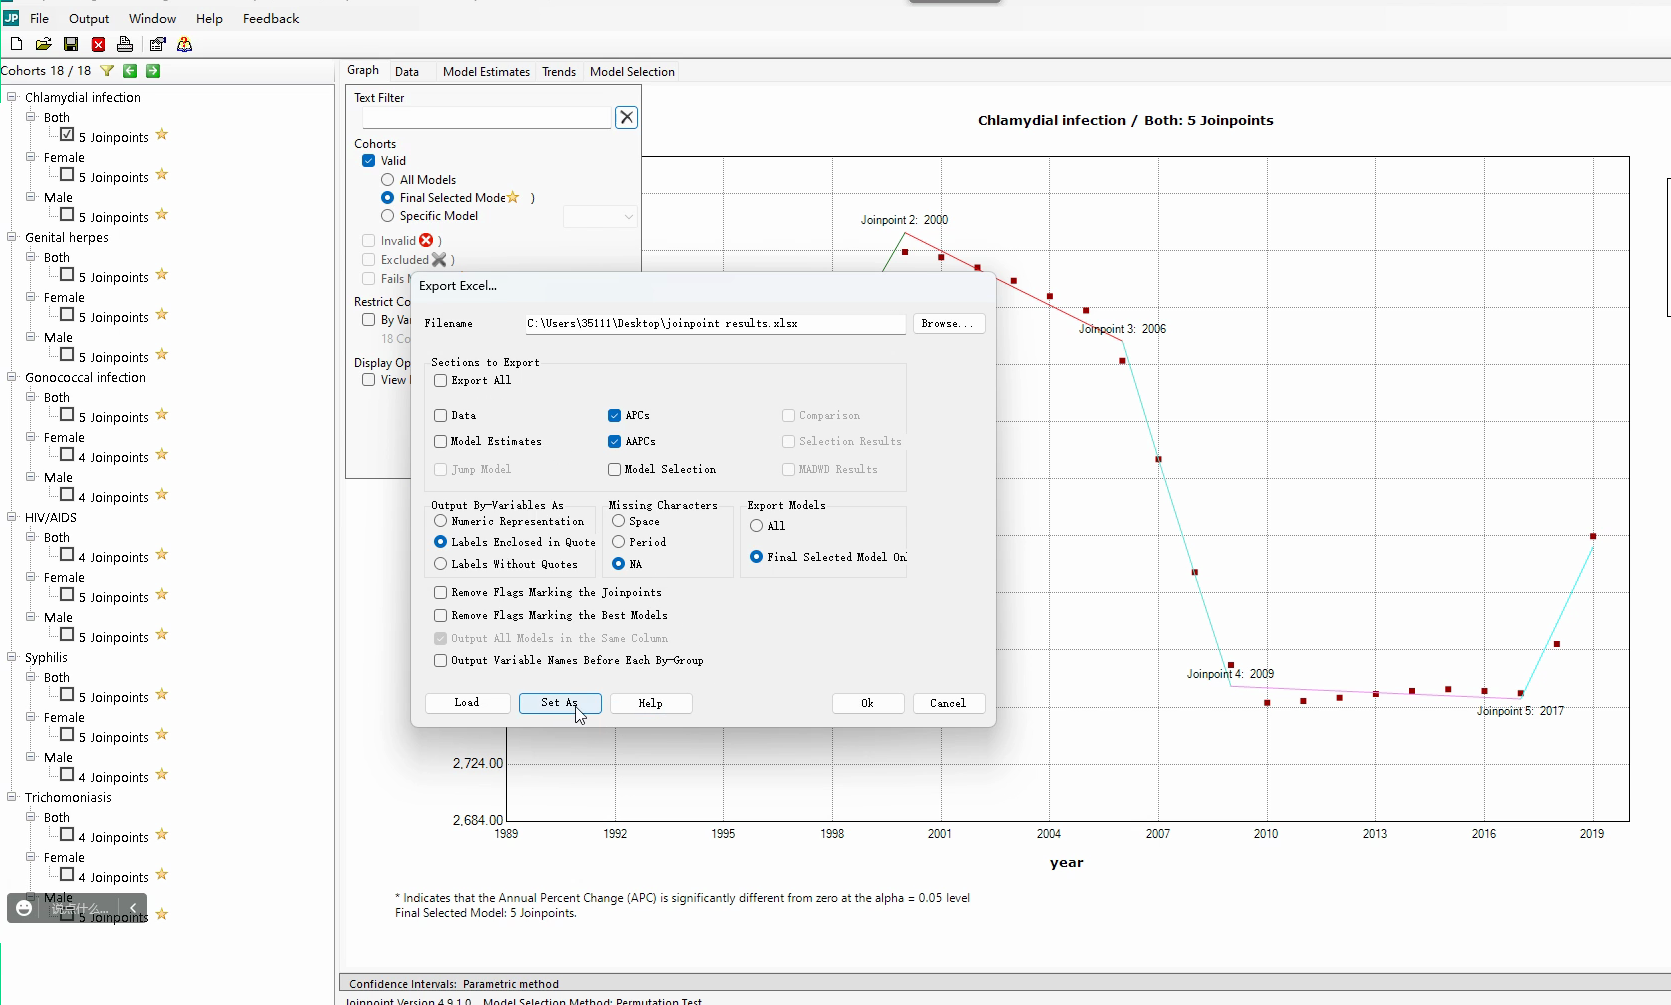 JP File Output Window Help Feedback
Cohorts 18 / 18
Graph Data Model Estimates Trends Model Selection
Chlamydial infection
Both
5 Joinpoints
Female
5 Joinpoints
Male
5 Joinpoints
Genital herpes
Both
5 Joinpoints
Female
5 Joinpoints
Male
5 Joinpoints
Gonococcal infection
Both
5 Joinpoints
Female
4 Joinpoints
Male
4 Joinpoints
HIV/AIDS
Both
4 Joinpoints
Female
5 Joinpoints
Male
5 Joinpoints
Syphilis
Both
5 Joinpoints
Female
5 Joinpoints
Male
4 Joinpoints
Trichomoniasis
Both
4 Joinpoints
Female
4 Joinpoints
Male
说点什么...
5 Joinpoints
Text Filter
Cohorts
Valid
All Models
Final Selected Mode )
Specific Model
Invalid )
Excluded )
Fails
Restrict Co
By Va
18 Co
Display Op
View
Export Excel...
Filename C:\Users\35111\Desktop\joinpoint results.xlsx Browse...
Sections to Export
Export All
Data APCs Comparison
Model Estimates AAPCs Selection Results
Jump Model Model Selection MADWD Results
Output By-Variables As Missing Characters Export Models
Numeric Representation Space All
Labels Enclosed in Quote Period Final Selected Model On
Labels Without Quotes NA
Remove Flags Marking the Joinpoints
Remove Flags Marking the Best Models
Output All Models in the Same Column
Output Variable Names Before Each By-Group
Load Set As Help Ok Cancel
Chlamydial infection / Both: 5 Joinpoints
Joinpoint 2: 2000
Joinpoint 3: 2006
Joinpoint 4: 2009
Joinpoint 5: 2017
2,724.00
2,684.00
1989 1992 1995 1998 2001 2004 2007 2010 2013 2016 2019
year
* Indicates that the Annual Percent Change (APC) is significantly different from zero at the alpha = 0.05 level
Final Selected Model: 5 Joinpoints.
Confidence Intervals: Parametric method
Joinpoint Version 4.9.1.0 Model Selection Method: Permutation Test